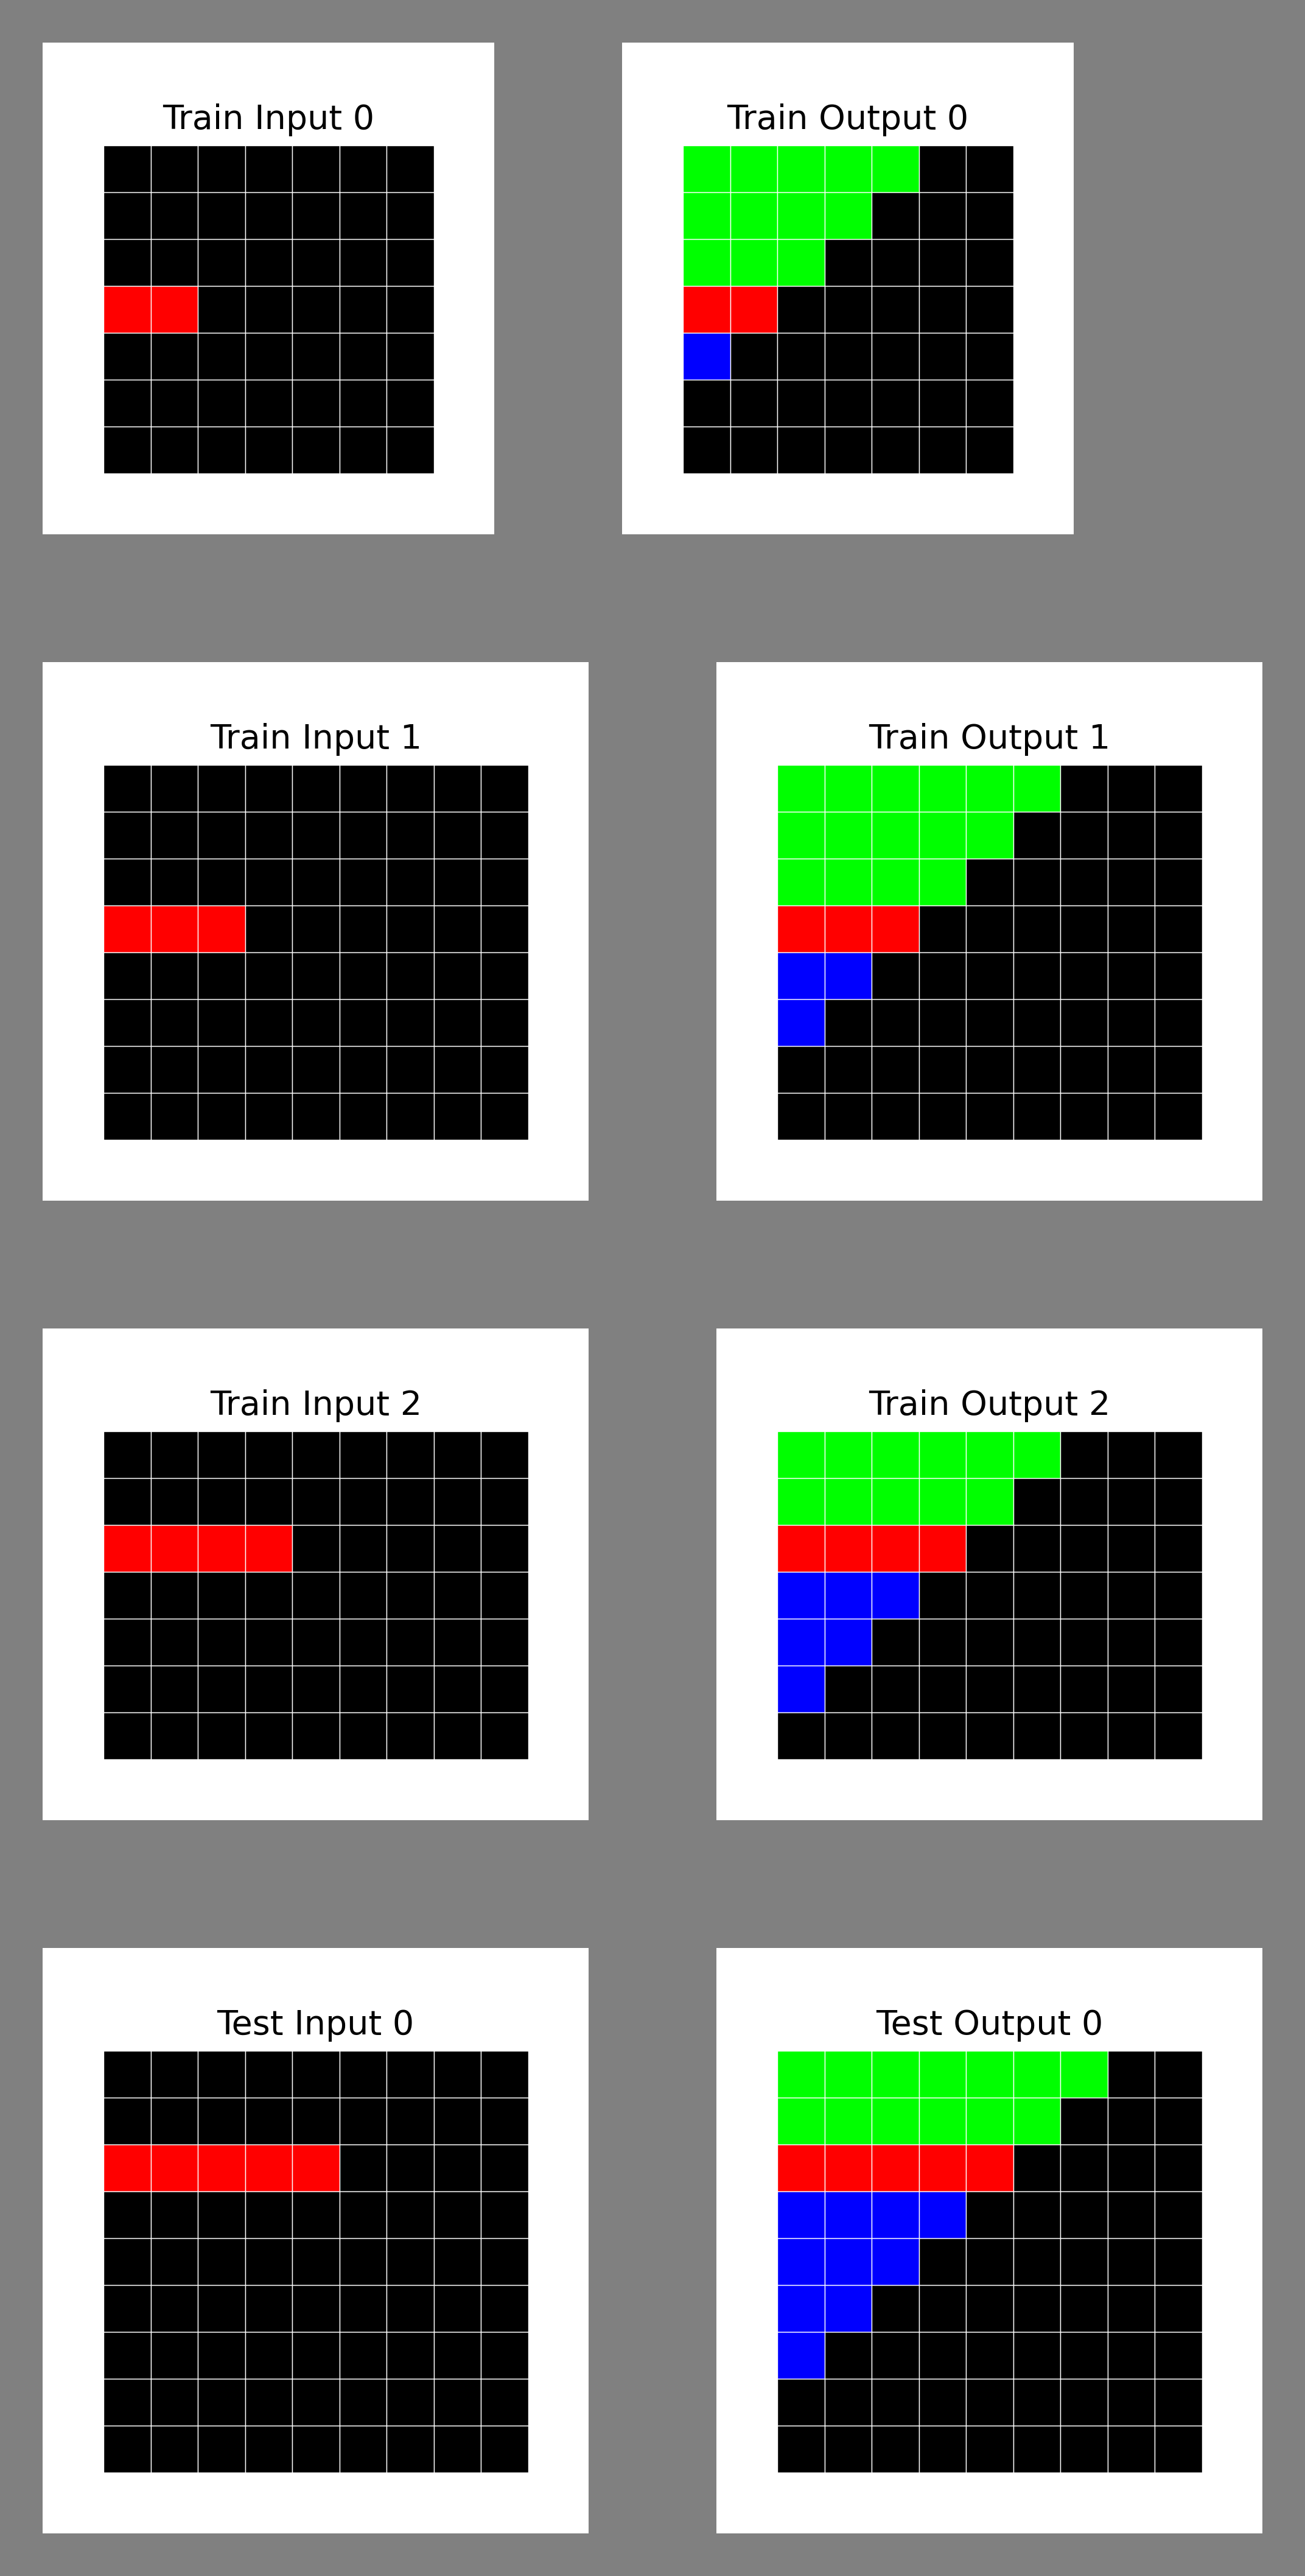 Train Input 0
Train Output 0
Train Input 1
Train Output 1
Train Input 2
Train Output 2
Test Input 0
Test Output 0